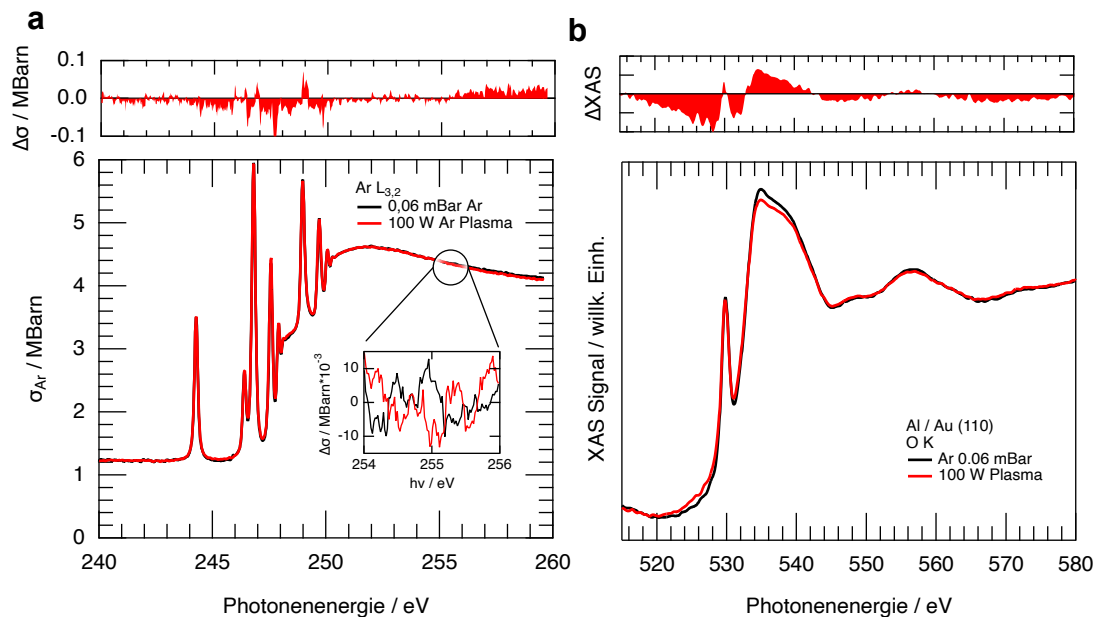 a
Δσ / MBarn
0.1
0.0
-0.1
σAr / MBarn
6
5
4
3
2
1
0
Ar L3,2
0,06 mBar Ar
100 W Ar Plasma
Δσ / MBarn*10-3
10
0
-10
254
255
256
hν / eV
240
245
250
255
260
Photonenenergie / eV
b
ΔXAS
XAS Signal / willk. Einh.
Al / Au (110)
O K
Ar 0.06 mBar
100 W Plasma
520
530
540
550
560
570
580
Photonenenergie / eV